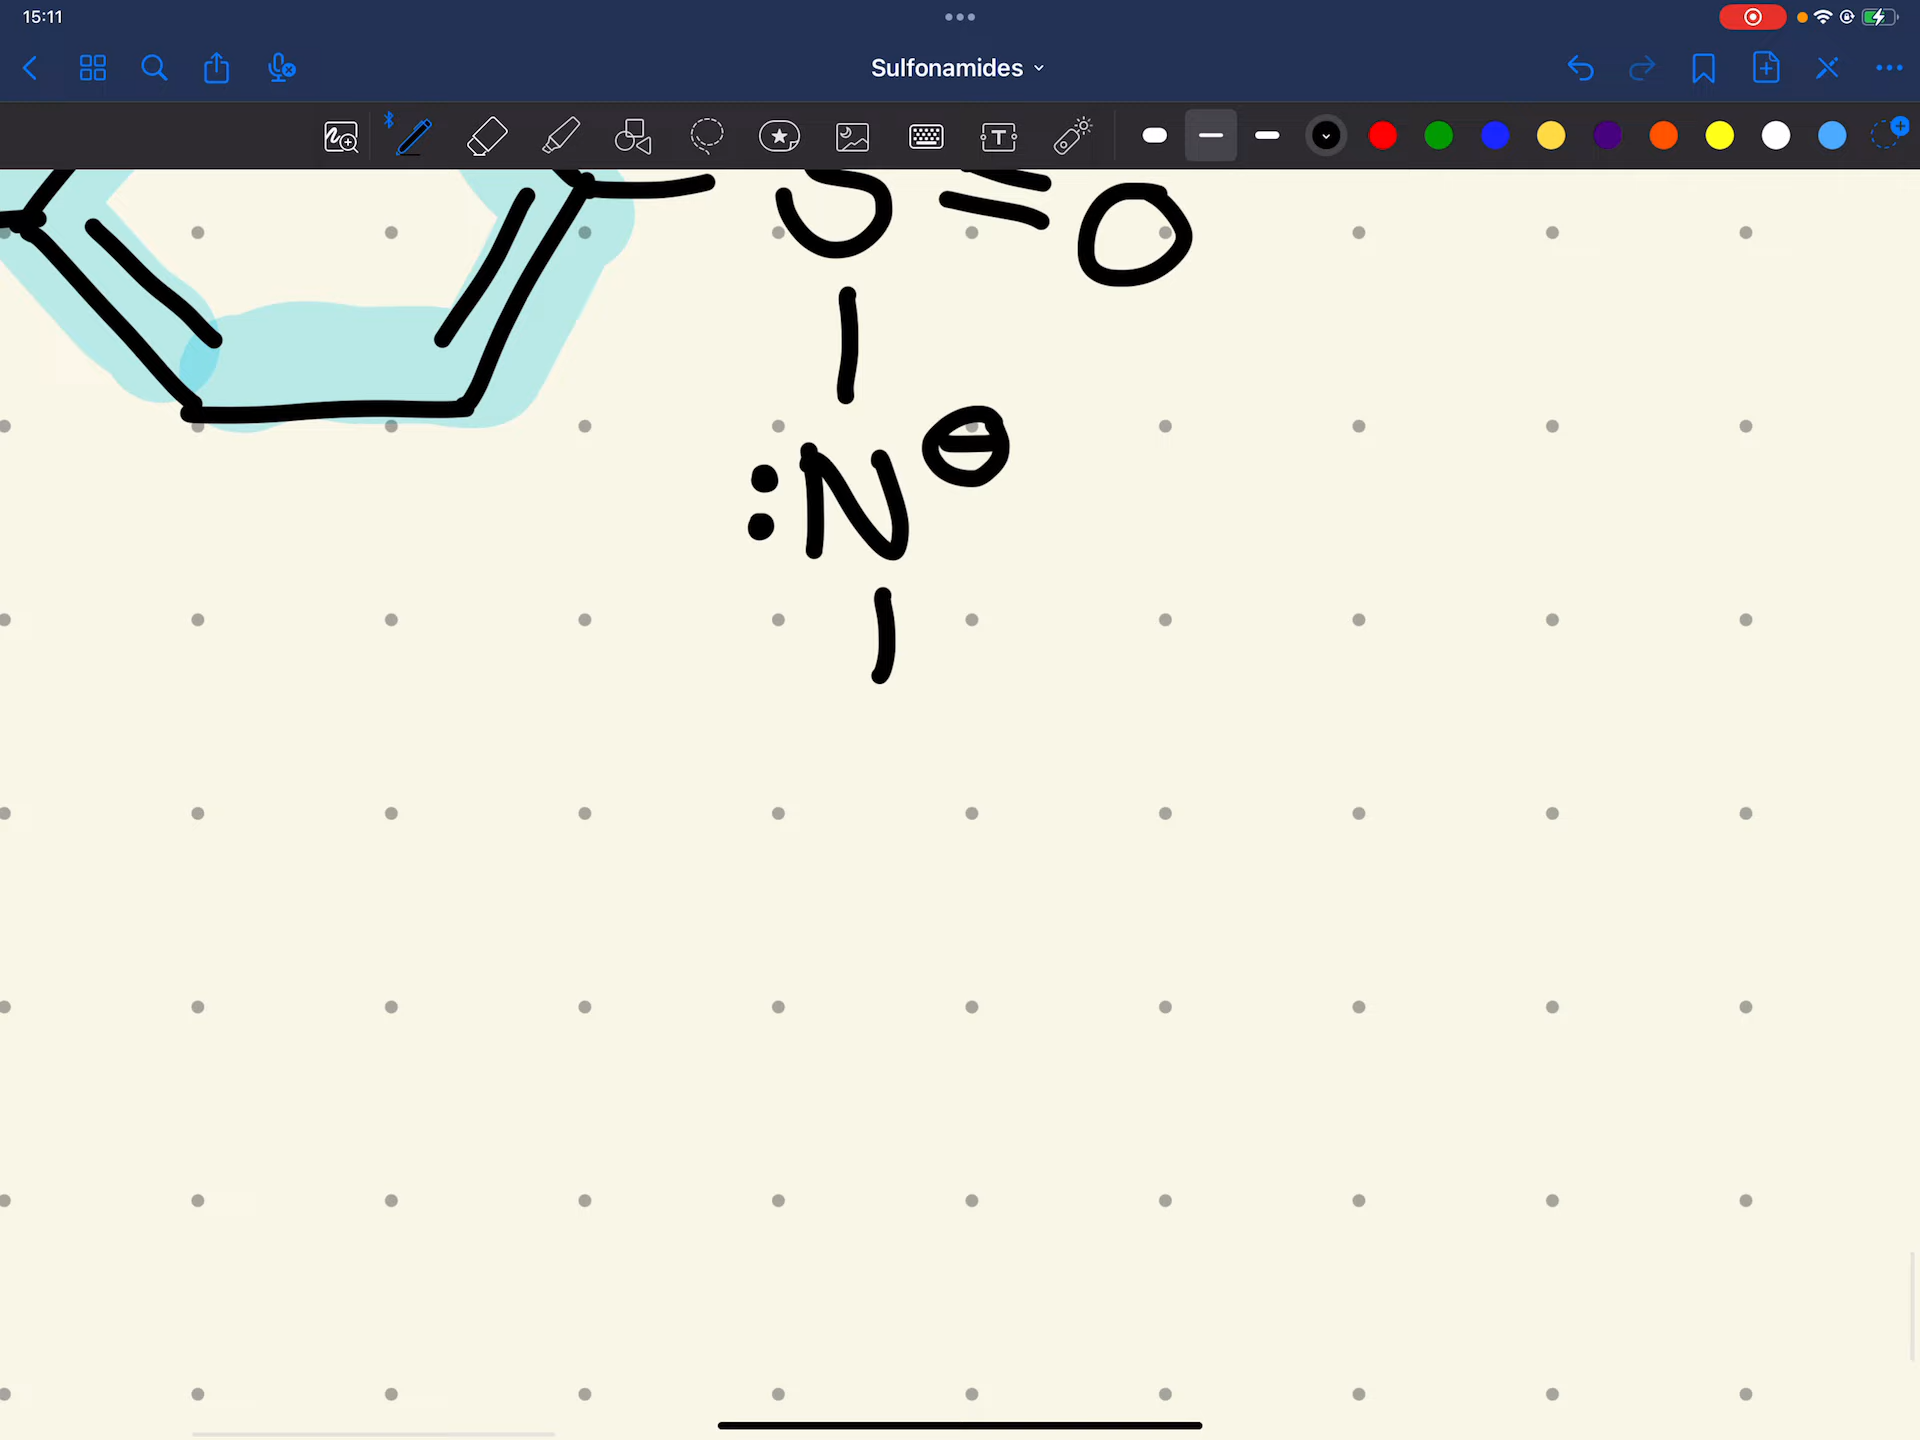 15:11
Sulfonamides
T
S = O
:N ⊖